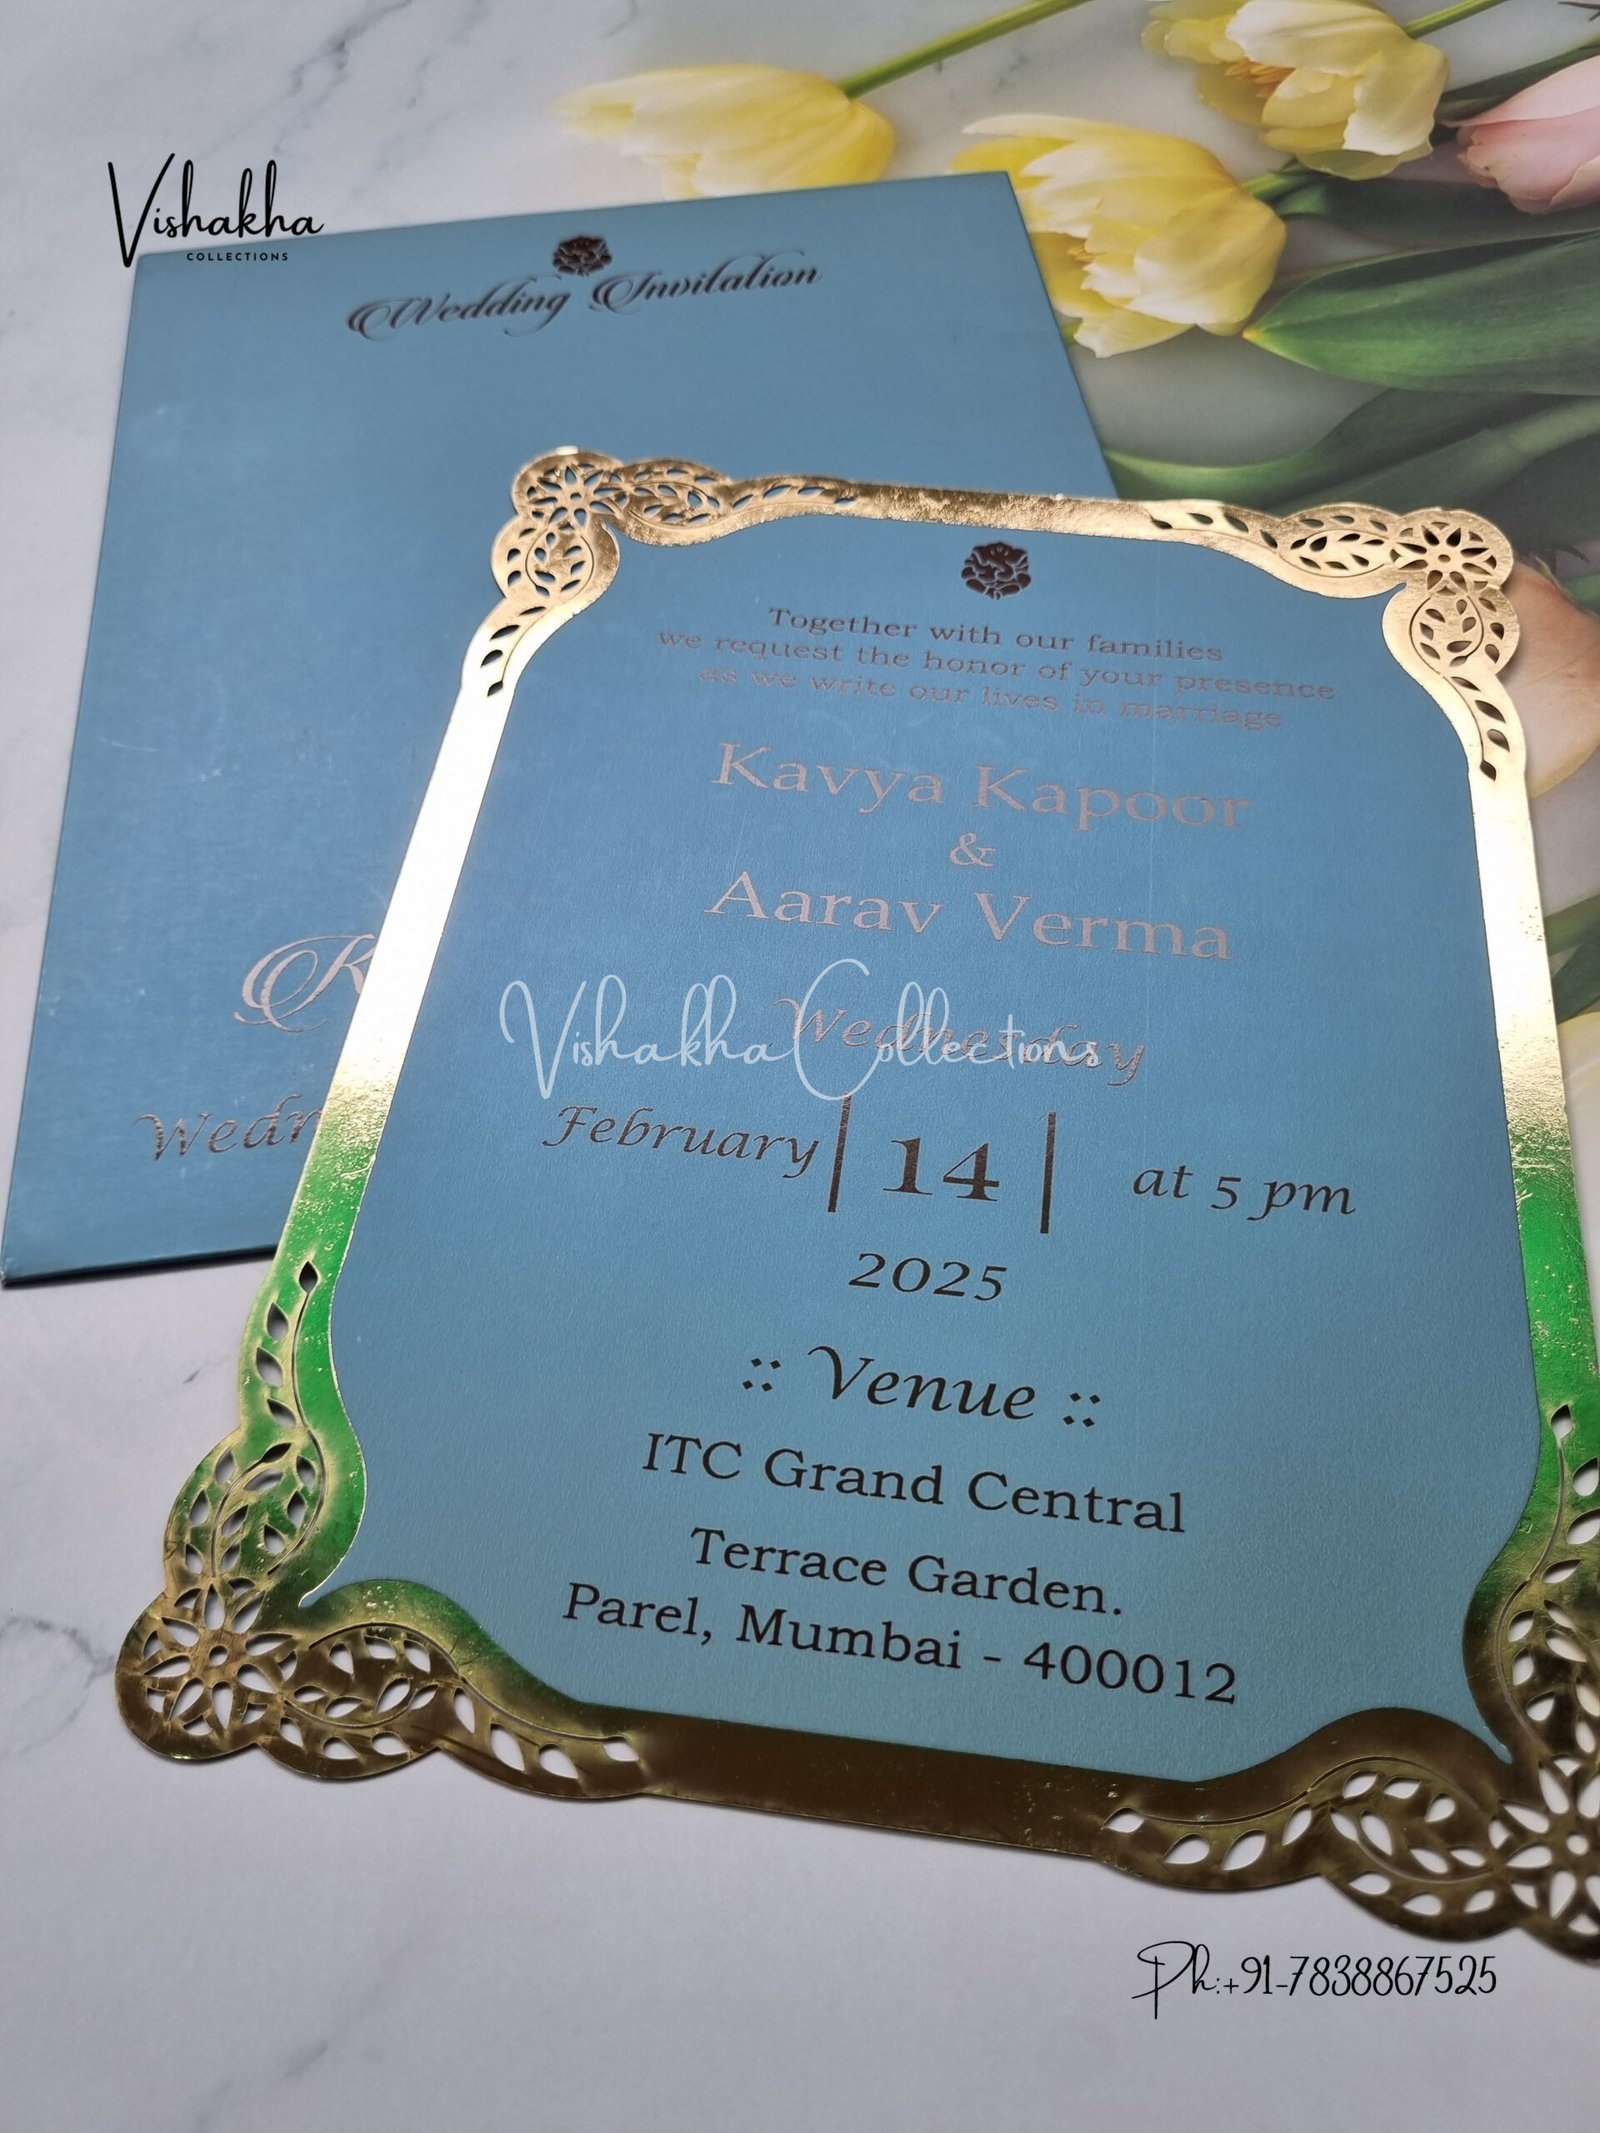 Vishakha
COLLECTIONS
Wedding Invitation
K
Wedn
Together with our families
we request the honor of your presence
as we write our lives in marriage
Kavya Kapoor
&
Aarav Verma
Wednesday
Vishakha Collections
February | 14 | at 5 pm
2025
:: Venue ::
ITC Grand Central
Terrace Garden.
Parel, Mumbai - 400012
Ph:+91-7838867525